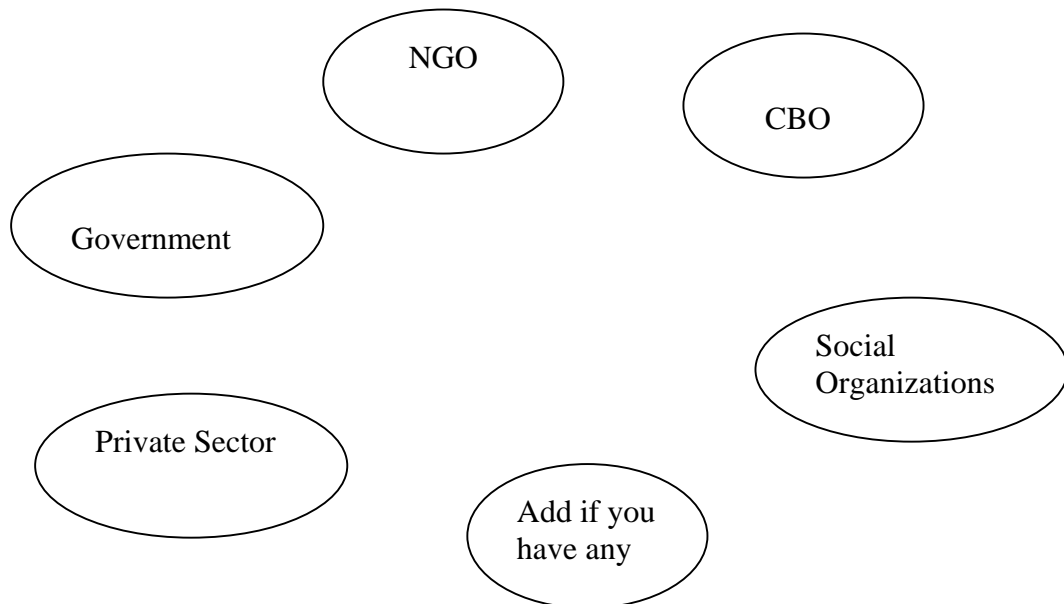 NGO
CBO
Government
Social
Organizations
Private Sector
Add if you
have any